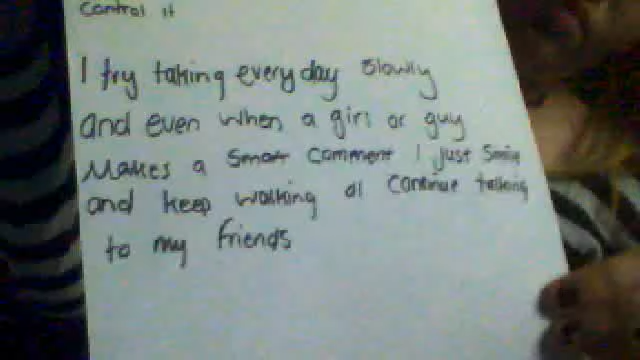 control it
I try taking every day slowly
and even when a girl or guy
Makes a smart comment I just smile
and keep walking or continue talking
to my friends